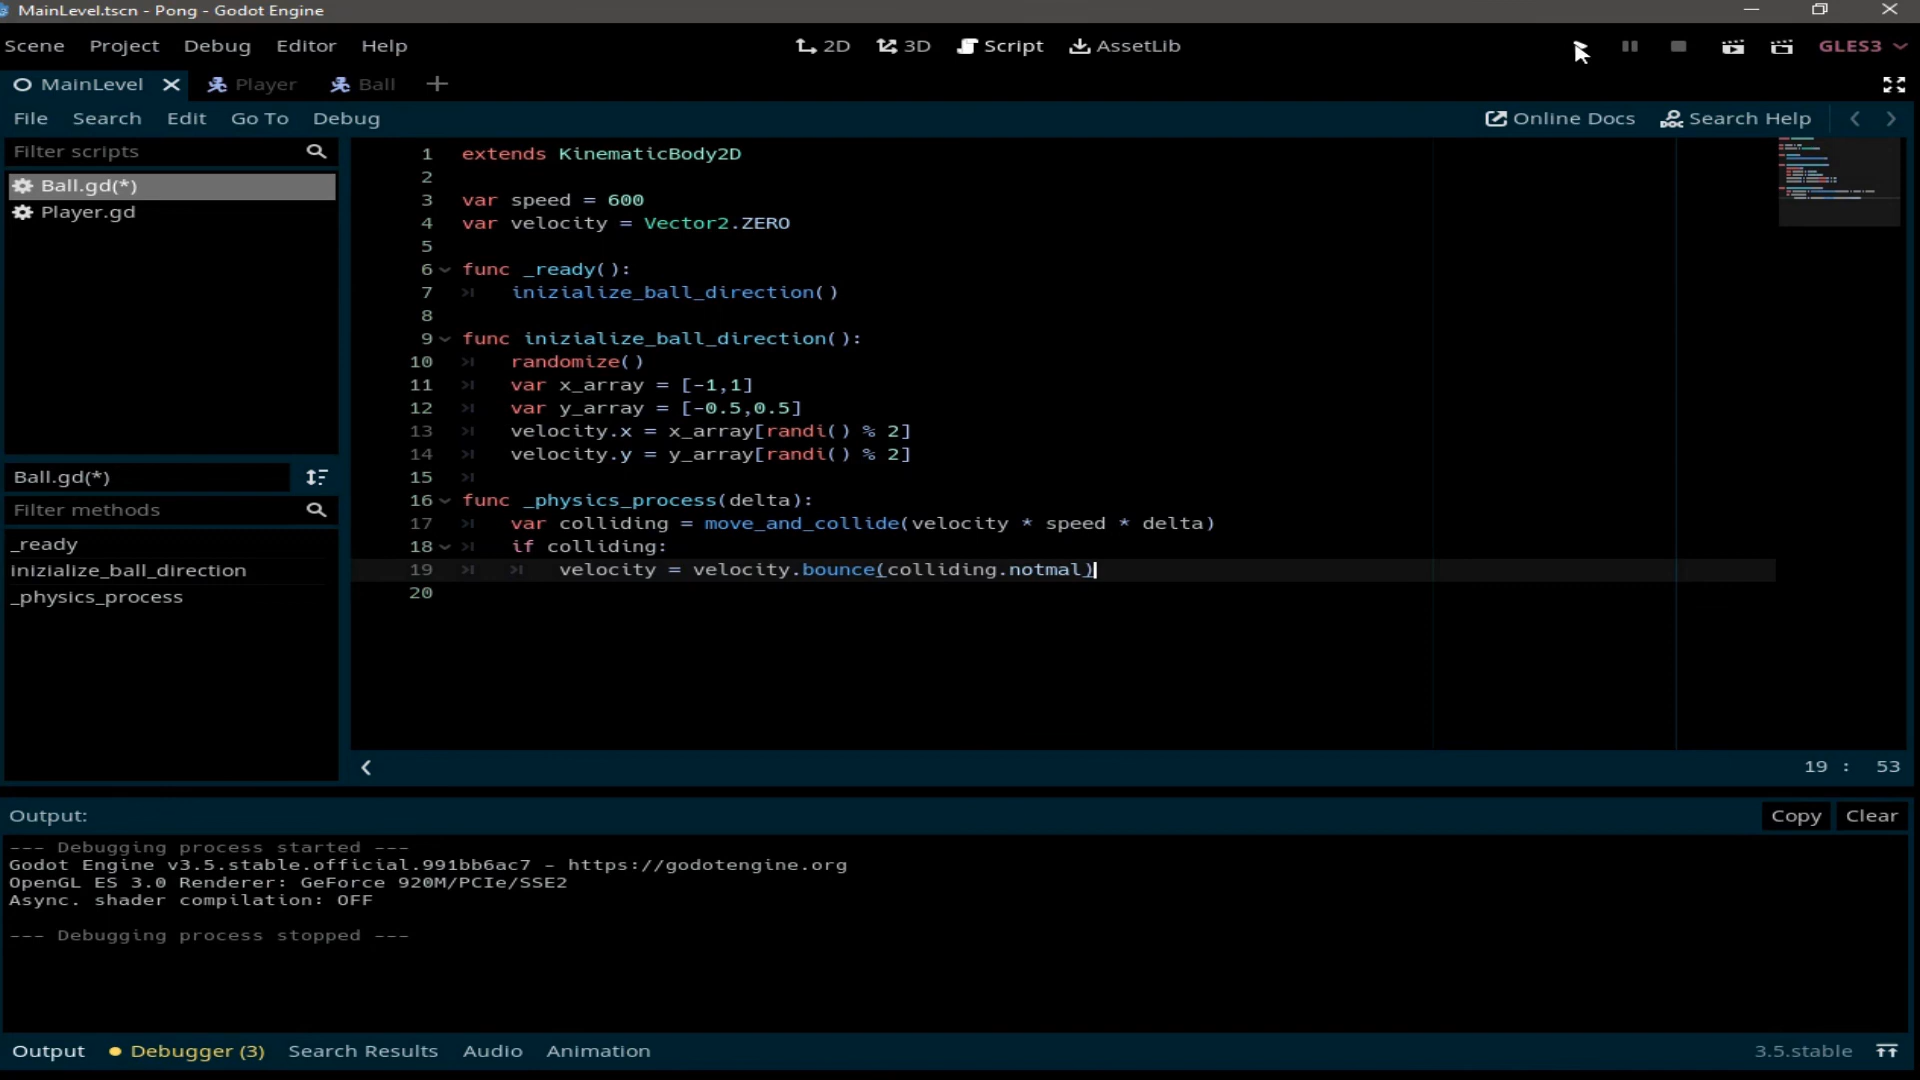 MainLevel.tscn - Pong - Godot Engine
Scene Project Debug Editor Help 2D 3D Script AssetLib GLES3
MainLevel Player Ball
File Search Edit Go To Debug Online Docs Search Help
Filter scripts
Ball.gd(*)
Player.gd
Ball.gd(*)
Filter methods
_ready
inizialize_ball_direction
_physics_process
1 extends KinematicBody2D
2
3 var speed = 600
4 var velocity = Vector2.ZERO
5
6 func _ready():
7 inizialize_ball_direction()
8
9 func inizialize_ball_direction():
10 randomize()
11 var x_array = [-1,1]
12 var y_array = [-0.5,0.5]
13 velocity.x = x_array[randi() % 2]
14 velocity.y = y_array[randi() % 2]
15
16 func _physics_process(delta):
17 var colliding = move_and_collide(velocity * speed * delta)
18 if colliding:
19 velocity = velocity.bounce(colliding.notmal)
20
19 : 53
Output: Copy Clear
--- Debugging process started ---
Godot Engine v3.5.stable.official.991bb6ac7 - https://godotengine.org
OpenGL ES 3.0 Renderer: GeForce 920M/PCIe/SSE2
Async. shader compilation: OFF
--- Debugging process stopped ---
Output Debugger (3) Search Results Audio Animation 3.5.stable